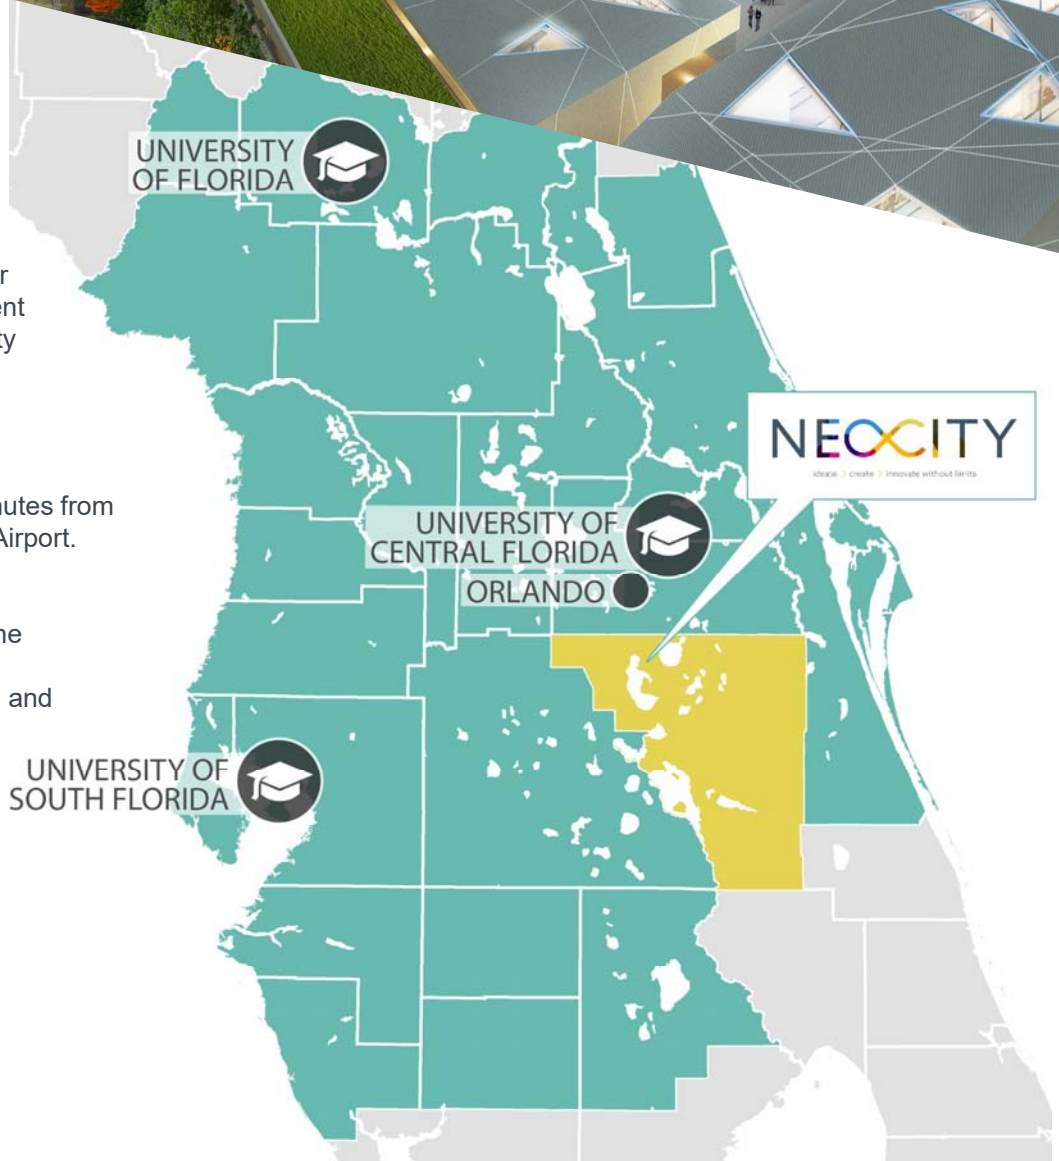 UNIVERSITY
OF FLORIDA
r
ent
ty
NEOCITY
ideate > create > innovate without limits
nutes from
Airport.
UNIVERSITY OF
CENTRAL FLORIDA
ORLANDO
ne
and
UNIVERSITY OF
SOUTH FLORIDA